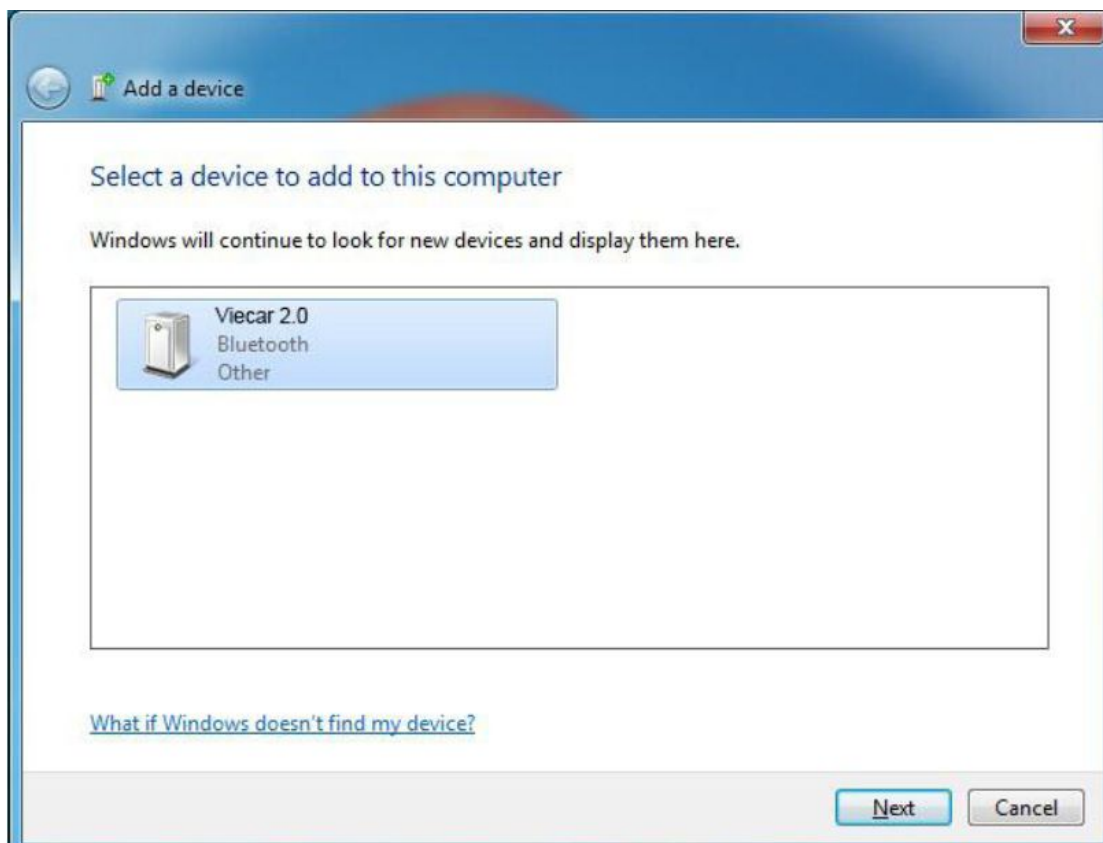 x
Add a device
Select a device to add to this computer
Windows will continue to look for new devices and display them here.
Viecar 2.0
Bluetooth
Other
What if Windows doesn't find my device?
Next
Cancel